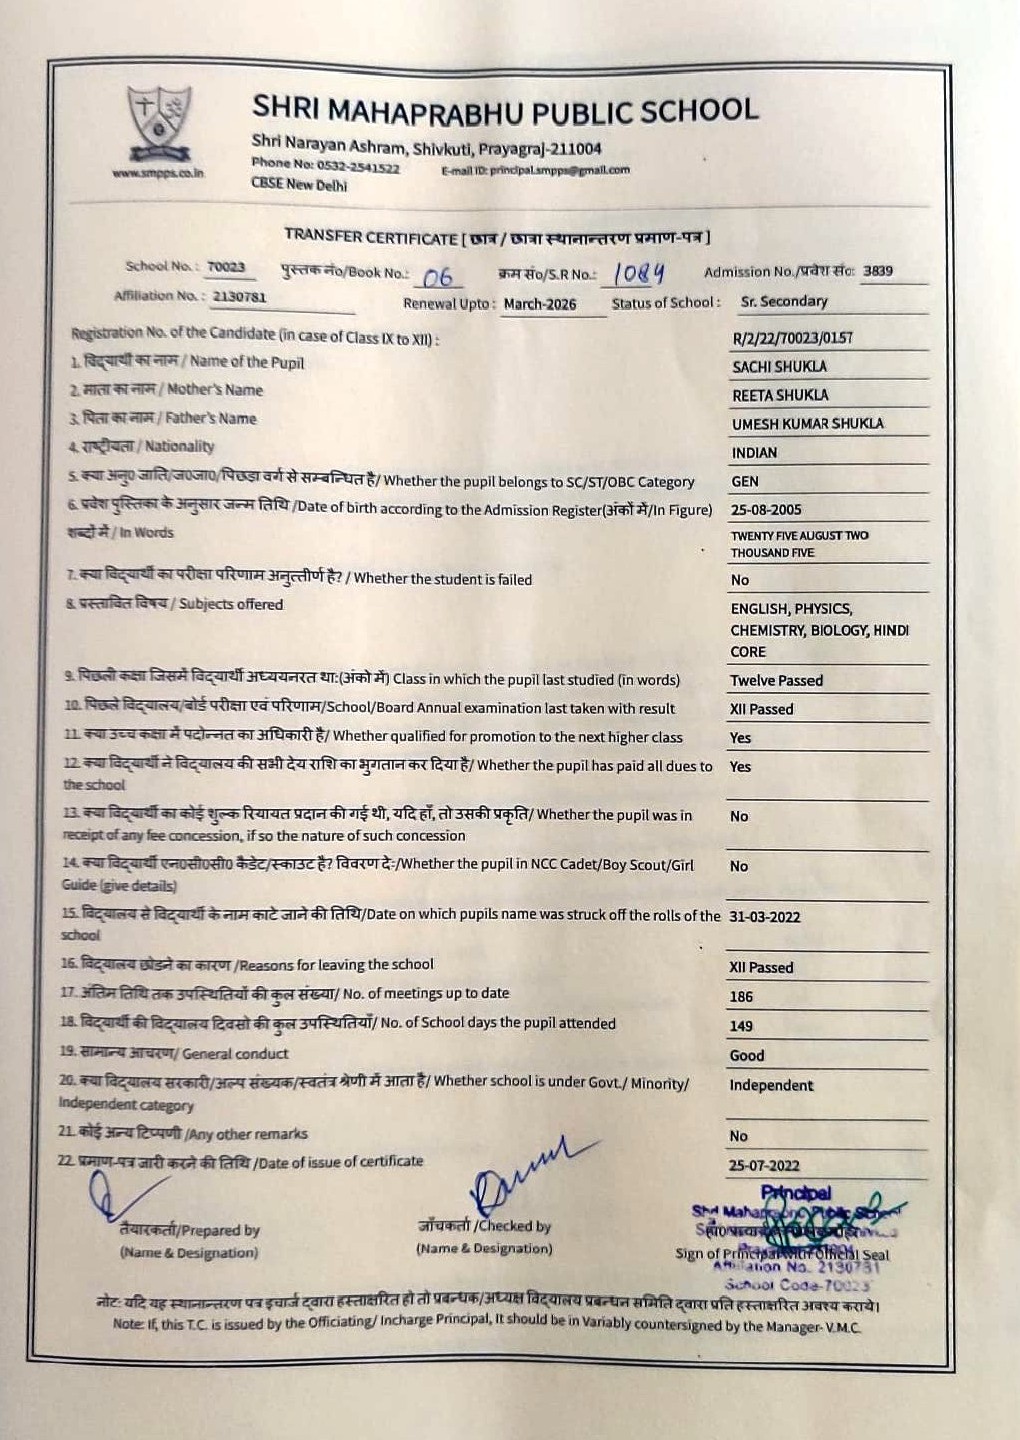 SHRI MAHAPRABHU PUBLIC SCHOOL
Shri Narayan Ashram, Shivkuti, Prayagraj-211004
Phone No: 0532-2541522 E-mail ID: principal.smpps@gmail.com
www.smpps.co.in
CBSE New Delhi
TRANSFER CERTIFICATE [ छात्र / छात्रा स्थानान्तरण प्रमाण-पत्र ]
School No. : 70023 पुस्तक नं०/Book No.: 06 क्रम सं०/S.R No.: 1084 Admission No./प्रवेश सं०: 3839
Affiliation No. : 2130781 Renewal Upto : March-2026 Status of School : Sr. Secondary
Registration No. of the Candidate (in case of Class IX to XII) : R/2/22/70023/0157
1. विद्यार्थी का नाम / Name of the Pupil SACHI SHUKLA
2. माता का नाम / Mother's Name REETA SHUKLA
3. पिता का नाम / Father's Name UMESH KUMAR SHUKLA
4. राष्ट्रीयता / Nationality INDIAN
5. क्या अनु० जाति/ज०जा०/पिछड़ा वर्ग से सम्बन्धित है/ Whether the pupil belongs to SC/ST/OBC Category GEN
6. प्रवेश पुस्तिका के अनुसार जन्म तिथि /Date of birth according to the Admission Register(अंकों में/In Figure) 25-08-2005
शब्दों में / In Words TWENTY FIVE AUGUST TWO
THOUSAND FIVE
7. क्या विद्यार्थी का परीक्षा परिणाम अनुत्तीर्ण है? / Whether the student is failed No
8. प्रस्तावित विषय / Subjects offered ENGLISH, PHYSICS,
CHEMISTRY, BIOLOGY, HINDI
CORE
9. पिछली कक्षा जिसमें विद्यार्थी अध्ययनरत था:(अंको में) Class in which the pupil last studied (in words) Twelve Passed
10. पिछले विद्यालय/बोर्ड परीक्षा एवं परिणाम/School/Board Annual examination last taken with result XII Passed
11. क्या उच्च कक्षा में पदोन्नत का अधिकारी है/ Whether qualified for promotion to the next higher class Yes
12. क्या विद्यार्थी ने विद्यालय की सभी देय राशि का भुगतान कर दिया है/ Whether the pupil has paid all dues to Yes
the school
13. क्या विद्यार्थी का कोई शुल्क रियायत प्रदान की गई थी, यदि हाँ, तो उसकी प्रकृति/ Whether the pupil was in No
receipt of any fee concession, if so the nature of such concession
14. क्या विद्यार्थी एन०सी०सी० कैडेट/स्काउट है? विवरण दे:-/Whether the pupil in NCC Cadet/Boy Scout/Girl No
Guide (give details)
15. विद्यालय से विद्यार्थी के नाम काटे जाने की तिथि/Date on which pupils name was struck off the rolls of the 31-03-2022
school
16. विद्यालय छोडने का कारण /Reasons for leaving the school XII Passed
17. अंतिम तिथि तक उपस्थितियों की कुल संख्या/ No. of meetings up to date 186
18. विद्यार्थी की विद्यालय दिवसो की कुल उपस्थितियाँ/ No. of School days the pupil attended 149
19. सामान्य आचरण/ General conduct Good
20. क्या विद्यालय सरकारी/अल्प संख्यक/स्वतंत्र श्रेणी में आता है/ Whether school is under Govt./ Minority/ Independent
Independent category
21. कोई अन्य टिप्पणी /Any other remarks No
22. प्रमाण-पत्र जारी करने की तिथि /Date of issue of certificate 25-07-2022
Principal
Shri Mahaprabhu Public School
तैयारकर्ता/Prepared by जाँचकर्ता /Checked by
(Name & Designation) (Name & Designation) Sign of Principal with Official Seal
Affiliation No. 2130781
School Code-70023
नोट: यदि यह स्थानान्तरण पत्र इंचार्ज द्वारा हस्ताक्षरित हो तो प्रबन्धक/अध्यक्ष विद्यालय प्रबन्धन समिति द्वारा प्रति हस्ताक्षरित अवश्य कराये।
Note: If, this T.C. is issued by the Officiating/ Incharge Principal, It should be in Variably countersigned by the Manager- V.M.C.